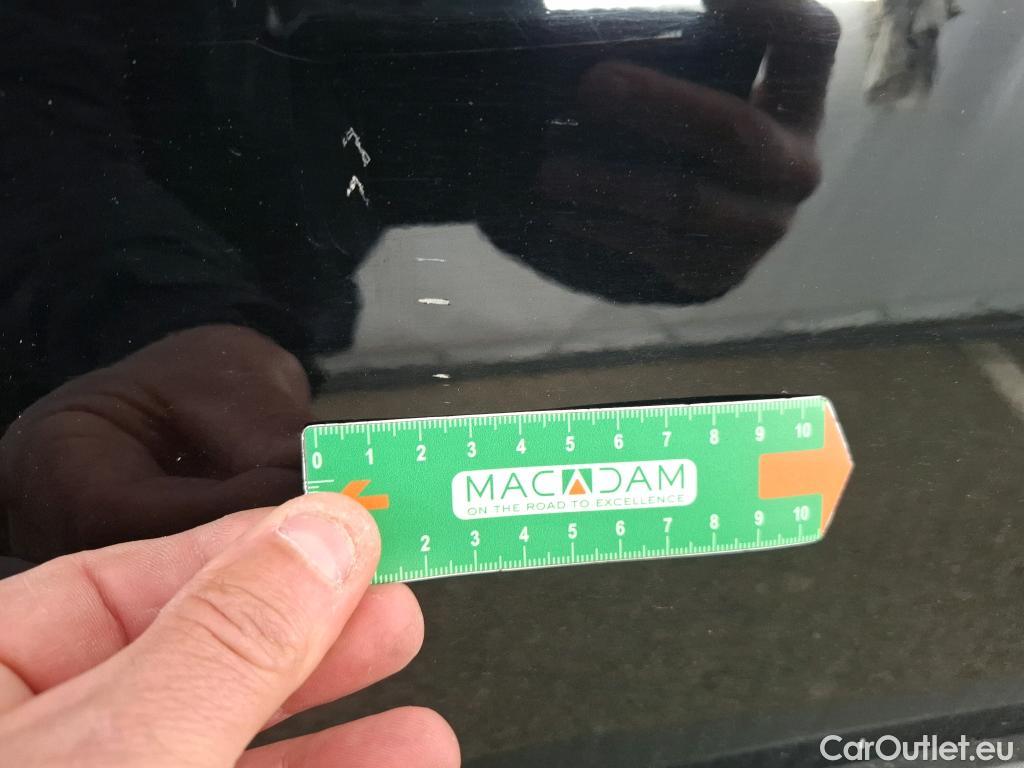 0 1 2 3 4 5 6 7 8 9 10
MACADAM
ON THE ROAD TO EXCELLENCE
2 3 4 5 6 7 8 9 10
CarOutlet.eu